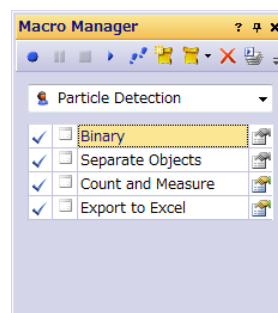 Macro Manager
Particle Detection
Binary
Separate Objects
Count and Measure
Export to Excel